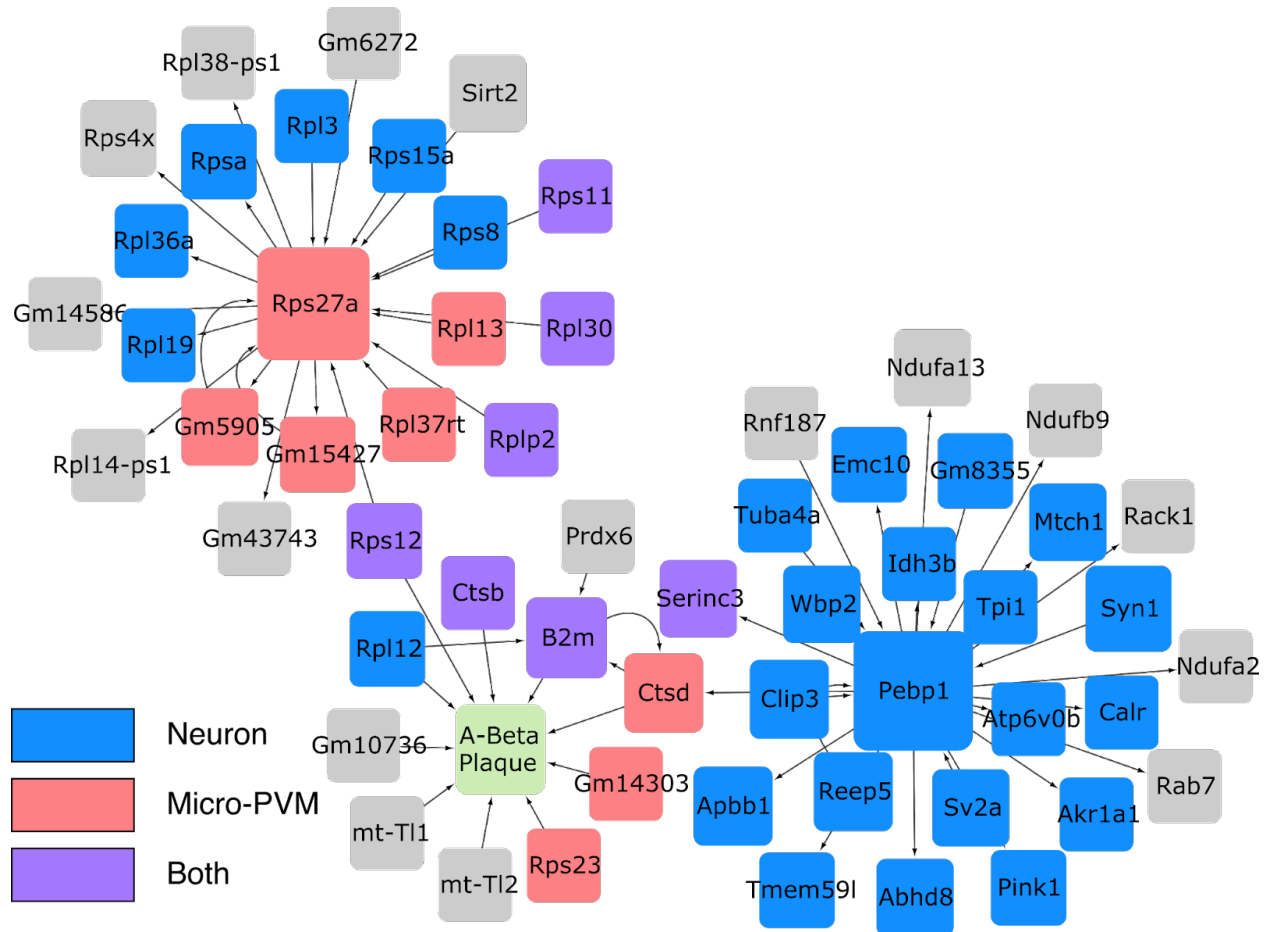 Gm6272
Rpl38-ps1
Sirt2
Rpl3
Rps4x
Rpsa
Rps15a
Rps11
Rps8
Rpl36a
Rps27a
Gm14586
Rpl13
Rpl30
Rpl19
Ndufa13
Gm5905
Rpl37rt
Rplp2
Rnf187
Ndufb9
Rpl14-ps1
Gm15427
Emc10
Gm8355
Tuba4a
Mtch1
Rack1
Gm43743
Rps12
Prdx6
Idh3b
Ctsb
Serinc3
Wbp2
Tpi1
Syn1
Rpl12
B2m
Ndufa2
Ctsd
Clip3
Pebp1
Atp6v0b
Calr
Neuron
Gm10736
A-Beta
Plaque
Gm14303
Rab7
Micro-PVM
Apbb1
Reep5
Sv2a
Akr1a1
mt-Tl1
Both
mt-Tl2
Rps23
Tmem59l
Abhd8
Pink1